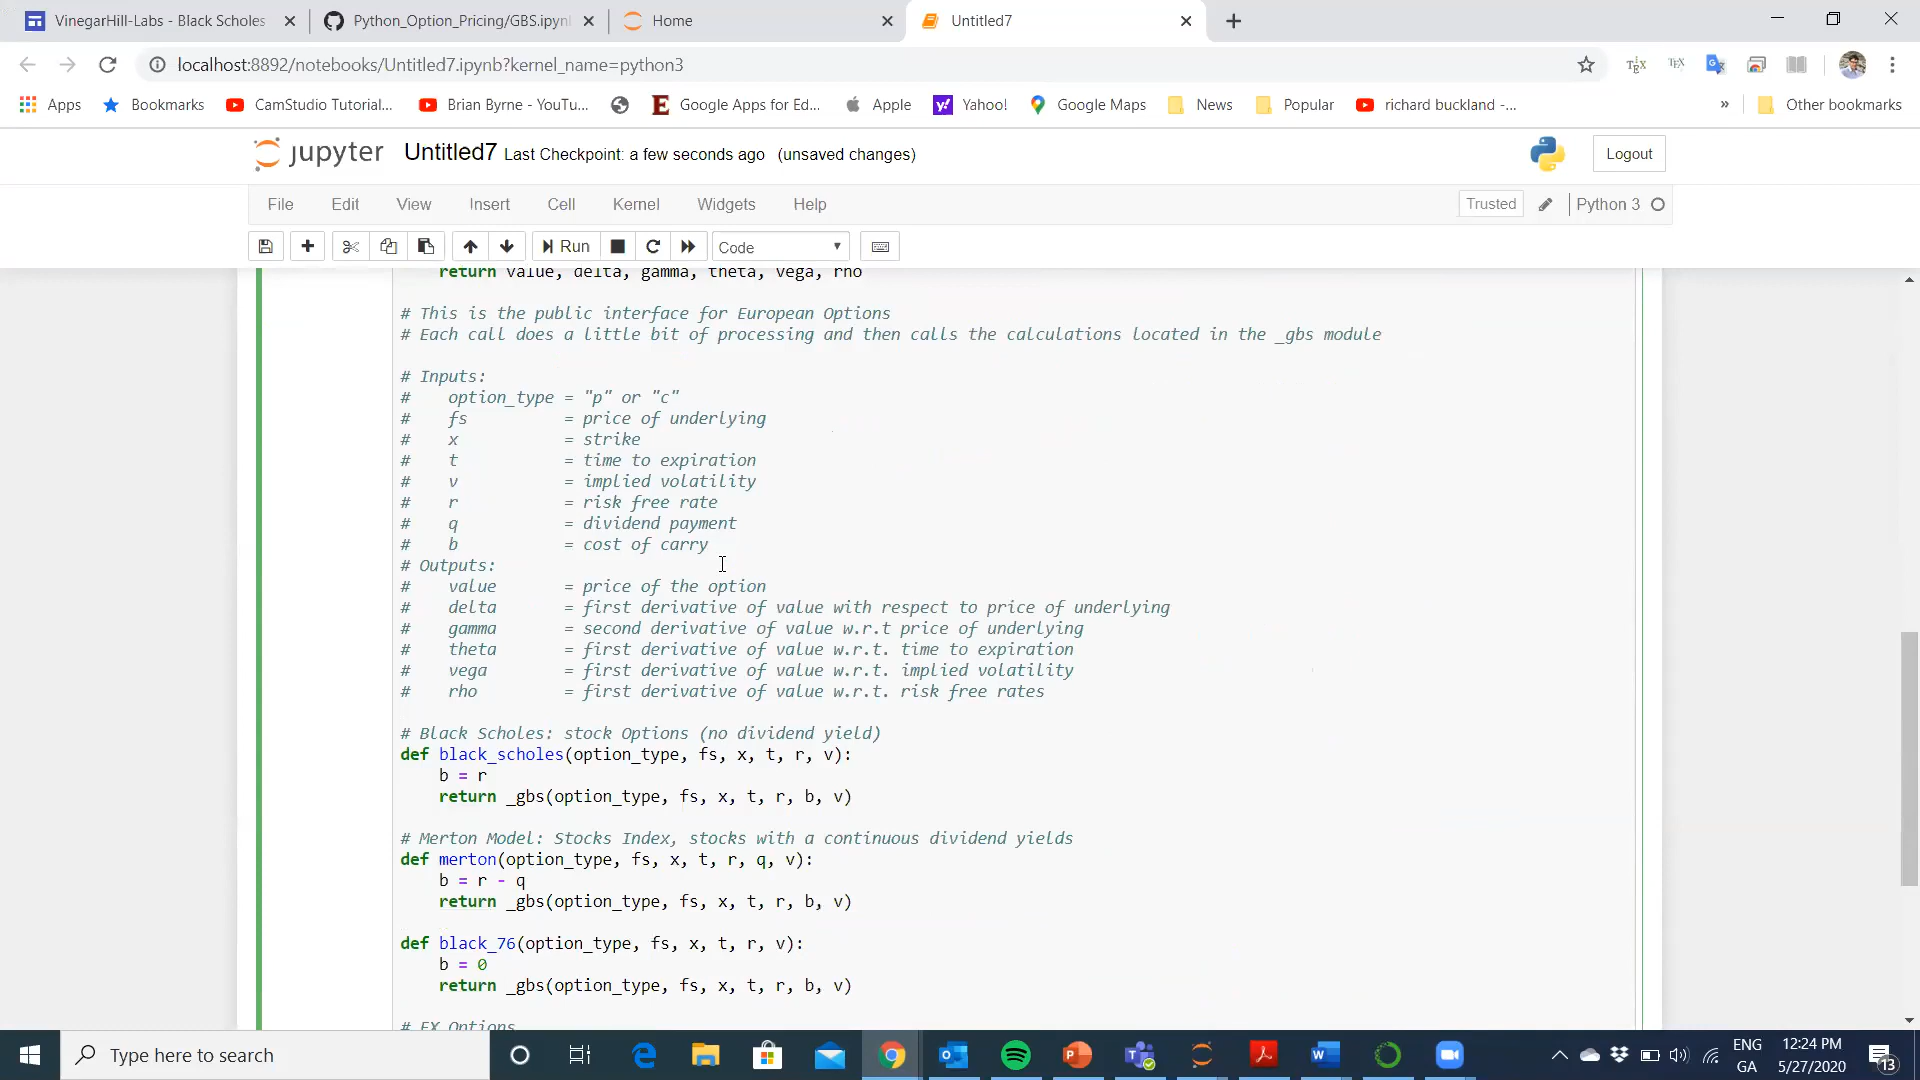 VinegarHill-Labs - Black Scholes
Python_Option_Pricing/GBS.ipynb
Home
Untitled7
localhost:8892/notebooks/Untitled7.ipynb?kernel_name=python3
Apps
Bookmarks
CamStudio Tutorial...
Brian Byrne - YouTu...
Google Apps for Ed...
Apple
Yahoo!
Google Maps
News
Popular
richard buckland -...
»
Other bookmarks
jupyter
Untitled7 Last Checkpoint: a few seconds ago (unsaved changes)
Logout
File
Edit
View
Insert
Cell
Kernel
Widgets
Help
Trusted
Python 3
Run
Code
return value, delta, gamma, theta, vega, rho
# This is the public interface for European Options
# Each call does a little bit of processing and then calls the calculations located in the _gbs module
# Inputs:
# option_type = "p" or "c"
# fs = price of underlying
# x = strike
# t = time to expiration
# v = implied volatility
# r = risk free rate
# q = dividend payment
# b = cost of carry
# Outputs:
# value = price of the option
# delta = first derivative of value with respect to price of underlying
# gamma = second derivative of value w.r.t price of underlying
# theta = first derivative of value w.r.t. time to expiration
# vega = first derivative of value w.r.t. implied volatility
# rho = first derivative of value w.r.t. risk free rates
# Black Scholes: stock Options (no dividend yield)
def black_scholes(option_type, fs, x, t, r, v):
b = r
return _gbs(option_type, fs, x, t, r, b, v)
# Merton Model: Stocks Index, stocks with a continuous dividend yields
def merton(option_type, fs, x, t, r, q, v):
b = r - q
return _gbs(option_type, fs, x, t, r, b, v)
def black_76(option_type, fs, x, t, r, v):
b = 0
return _gbs(option_type, fs, x, t, r, b, v)
# FX Options
Type here to search
ENG
GA
12:24 PM
5/27/2020
13